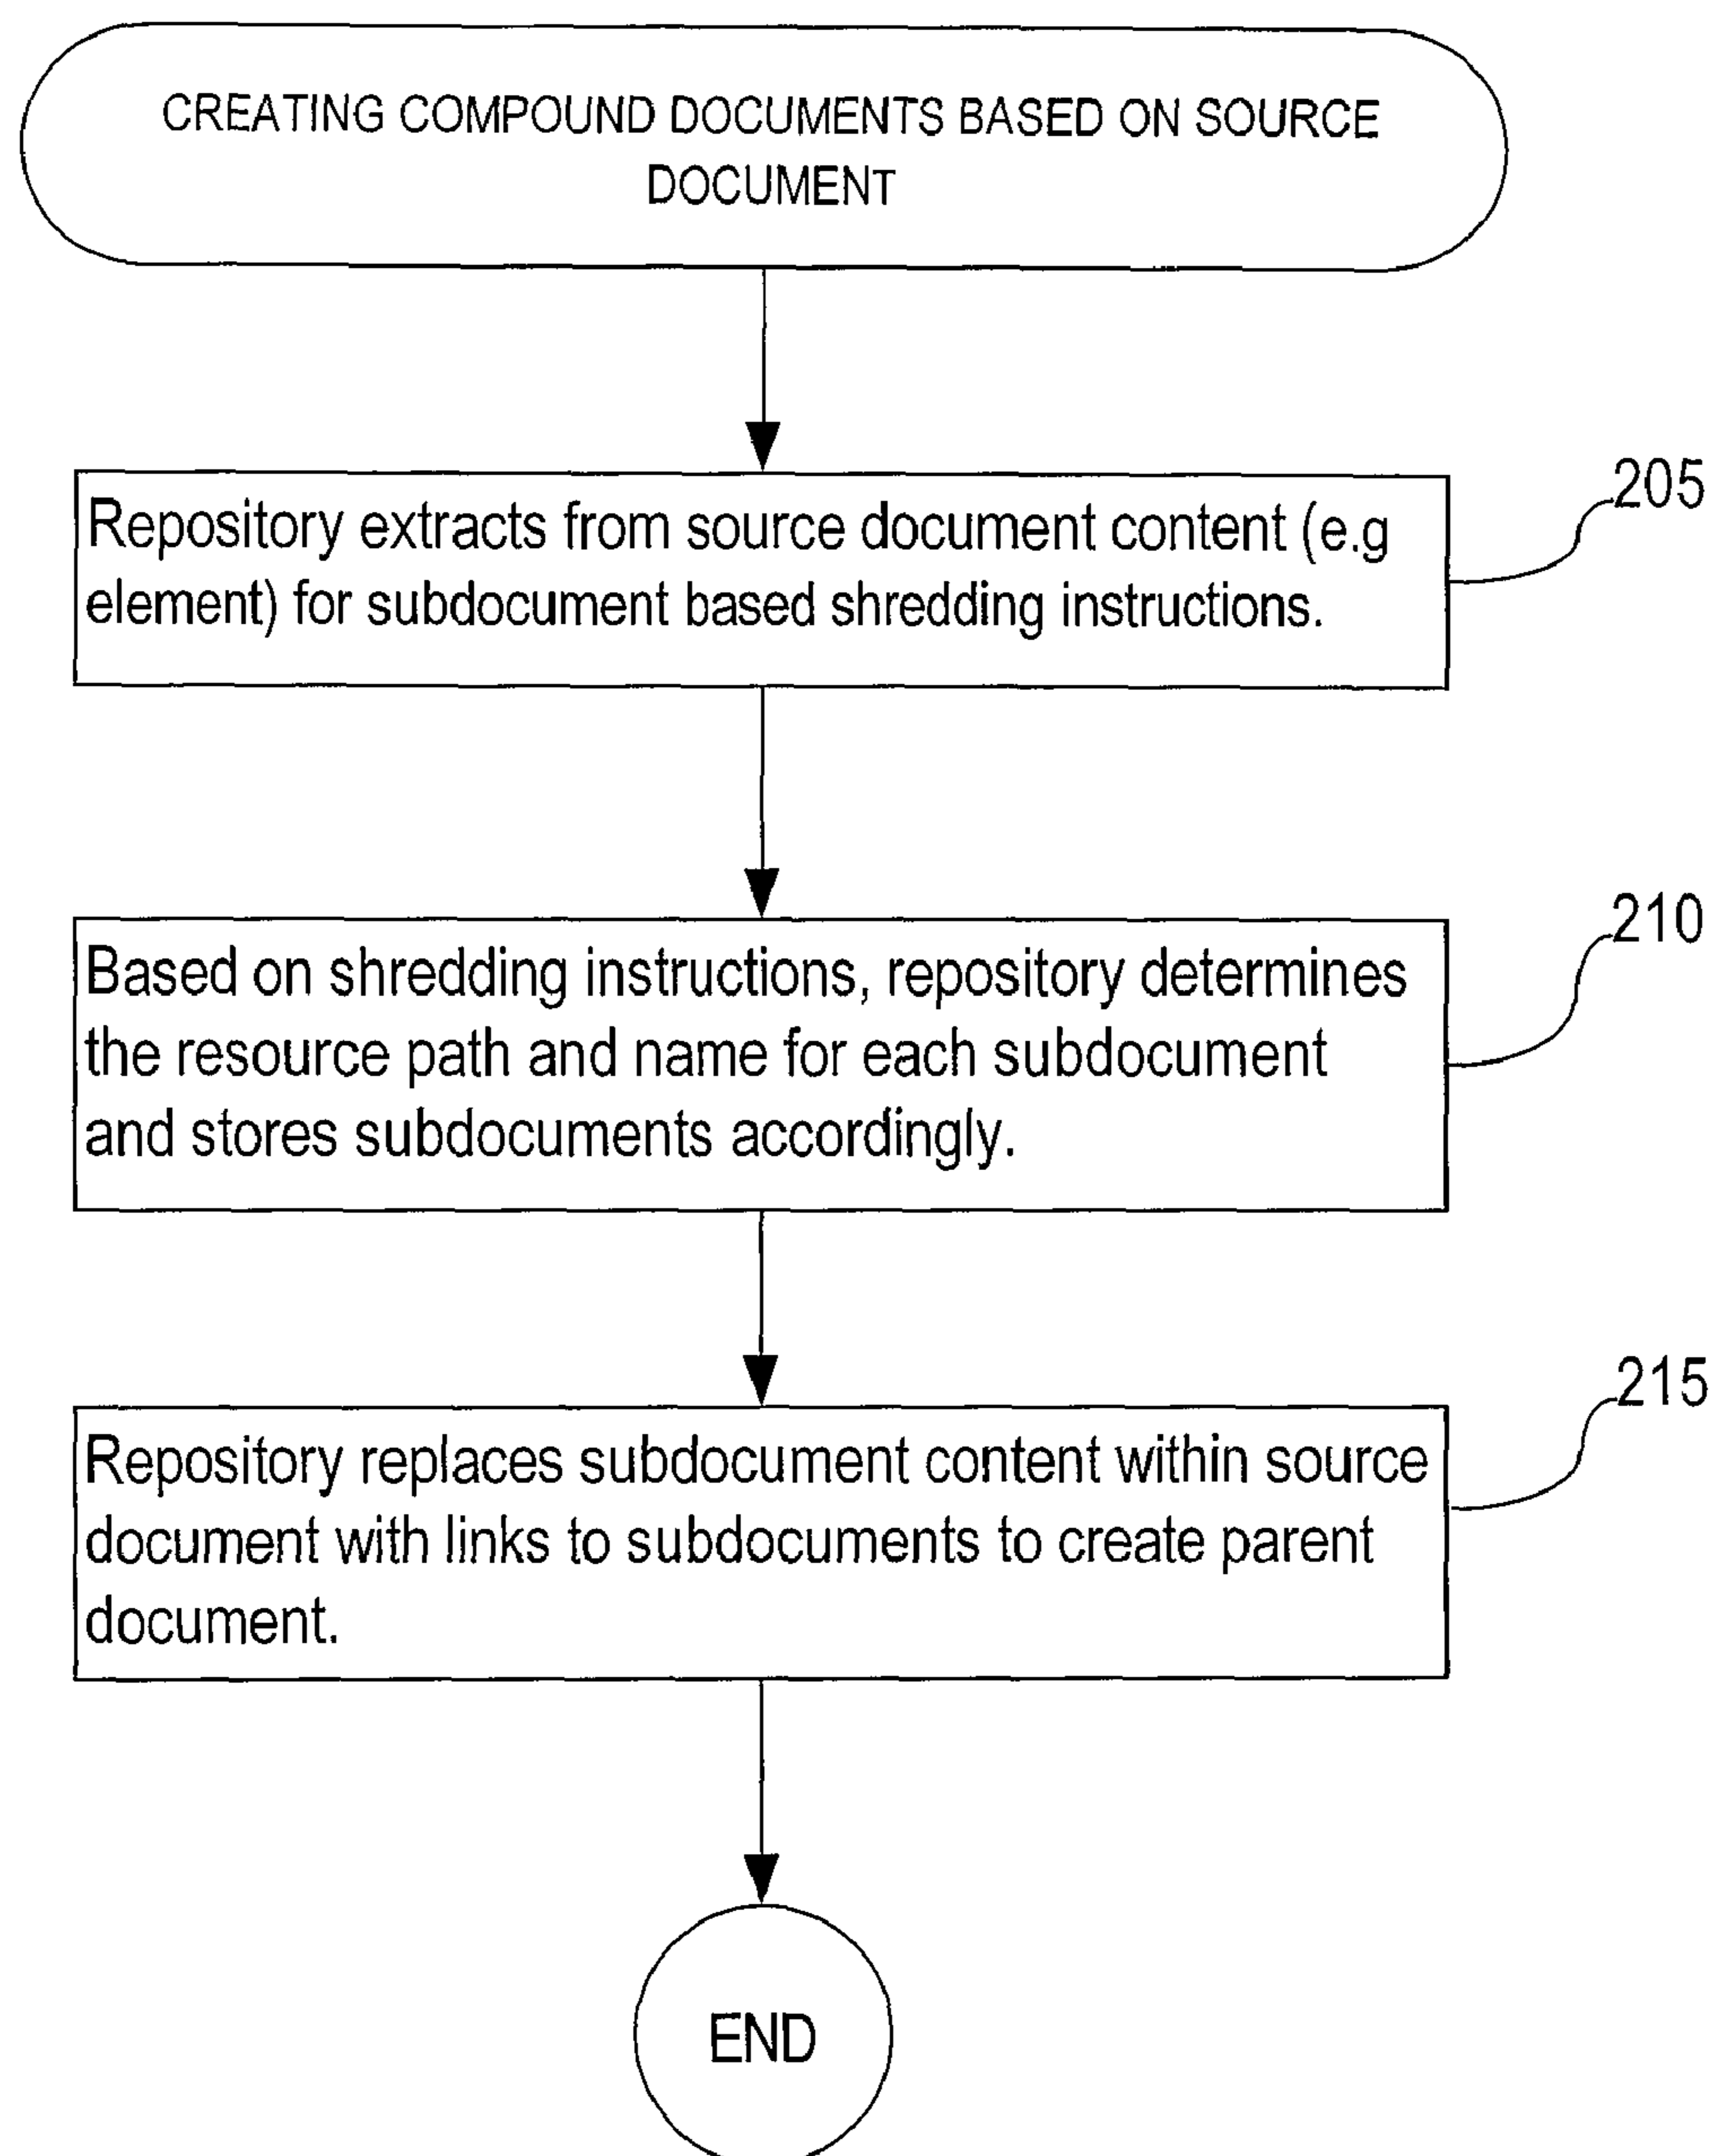 CREATING COMPOUND DOCUMENTS BASED ON SOURCE
DOCUMENT
205
Repository extracts from source document content (e.g
element) for subdocument based shredding instructions.
210
Based on shredding instructions, repository determines
the resource path and name for each subdocument
and stores subdocuments accordingly.
215
Repository replaces subdocument content within source
document with links to subdocuments to create parent
document.
END